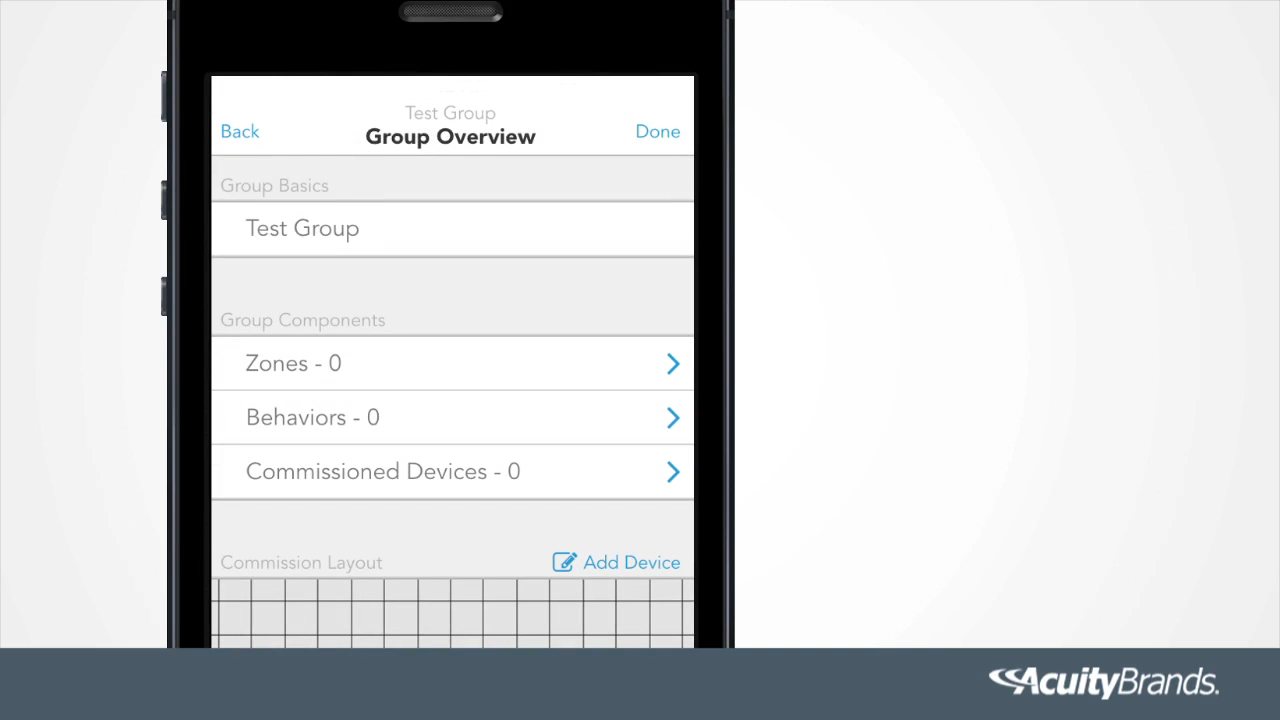 Test Group
Back
Group Overview
Done
Group Basics
Test Group
Group Components
Zones - 0
Behaviors - 0
Commissioned Devices - 0
Commission Layout
Add Device
AcuityBrands.